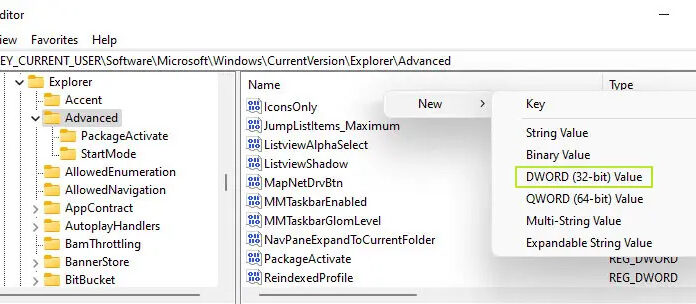 ditor
iew Favorites Help
EY_CURRENT_USER\Software\Microsoft\Windows\CurrentVersion\Explorer\Advanced
Explorer
Accent
Advanced
PackageActivate
StartMode
AllowedEnumeration
AllowedNavigation
AppContract
AutoplayHandlers
BamThrottling
BannerStore
BitBucket
Name
Type
IconsOnly
JumpListItems_Maximum
ListviewAlphaSelect
ListviewShadow
MapNetDrvBtn
MMTaskbarEnabled
MMTaskbarGlomLevel
NavPaneExpandToCurrentFolder
PackageActivate
REG_DWORD
ReindexedProfile
REG_DWORD
New
Key
String Value
Binary Value
DWORD (32-bit) Value
QWORD (64-bit) Value
Multi-String Value
Expandable String Value